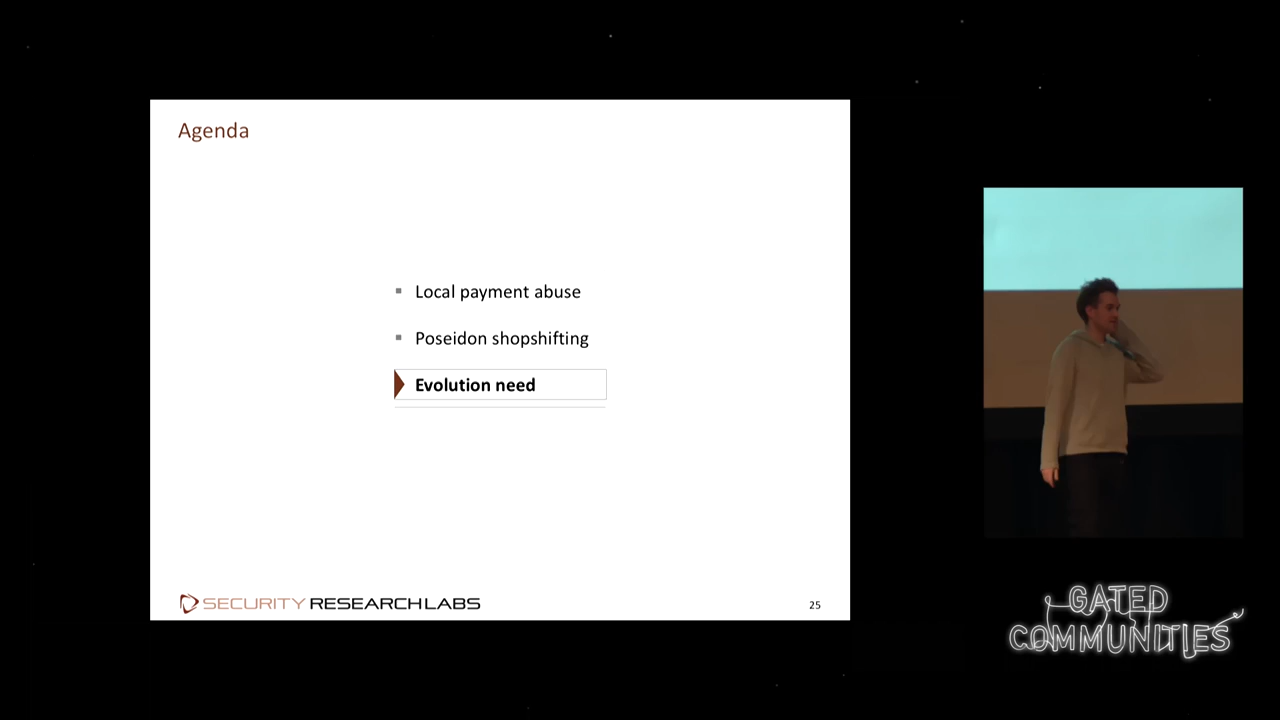 Agenda
Local payment abuse
Poseidon shopshifting
Evolution need
SECURITY RESEARCH LABS
25
GATED
COMMUNITIES